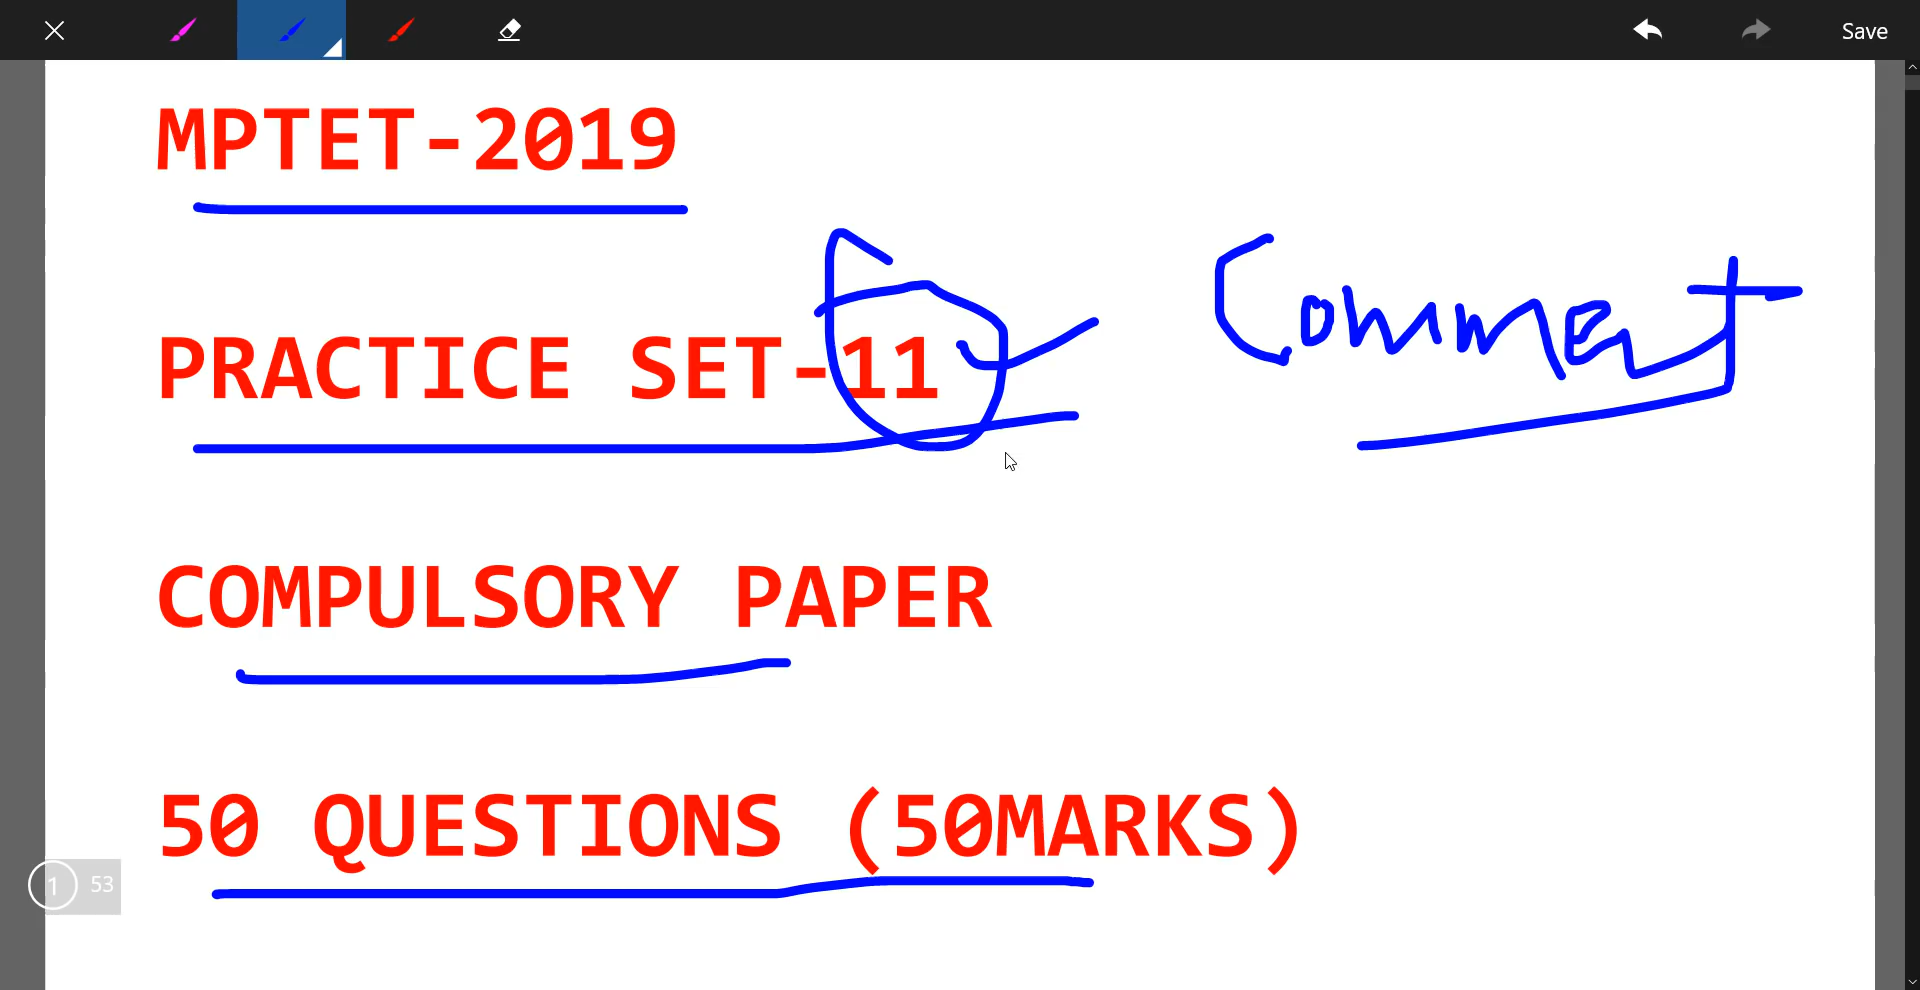 Save
MPTET-2019
Comment
PRACTICE SET-11
COMPULSORY PAPER
50 QUESTIONS (50MARKS)
1 53